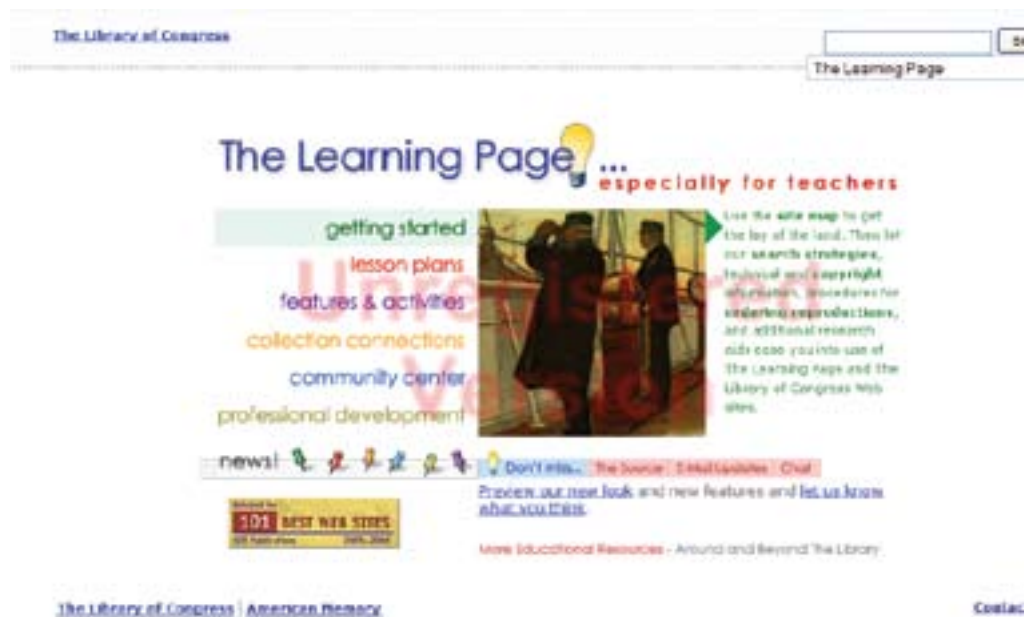 The Library of Congress
The Learning Page
The Learning Page ...
especially for teachers
getting started
lesson plans
features & activities
collection connections
community center
professional development
Use the site map to get
the lay of the land. Then let
our search strategies,
technical and copyright
information, procedures for
ordering reproductions,
and additional research
aids ease you into use of
The Learning Page and the
Library of Congress Web
sites.
Unregistered
Version
news!
Don't miss... The Source E-Mail Updates Chat
Preview our new look and new features and let us know
what you think.
101 BEST WEB SITES
More Educational Resources - Around and Beyond The Library
The Library of Congress | American Memory